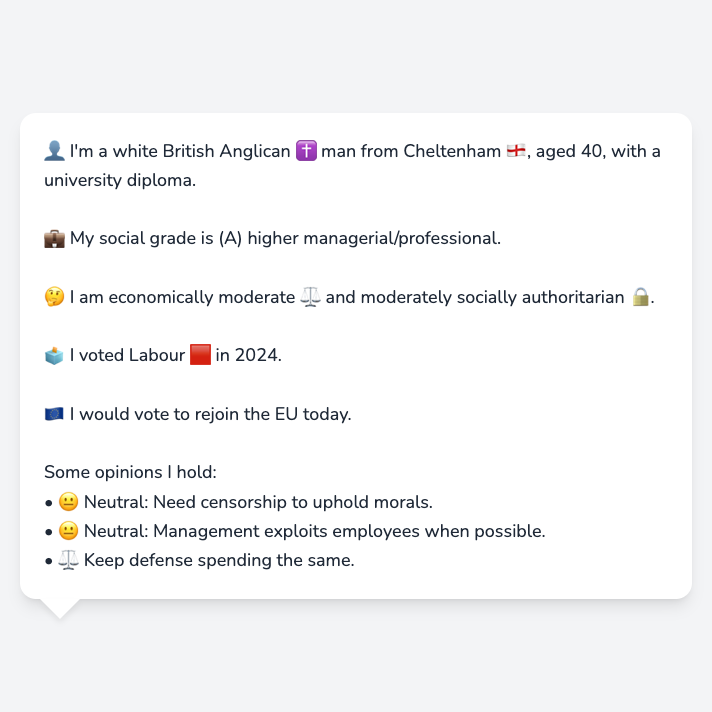 👤 I'm a white British Anglican ✝️ man from Cheltenham 🏴󠁧󠁢󠁥󠁮󠁧󠁿, aged 40, with a
university diploma.
💼 My social grade is (A) higher managerial/professional.
🤔 I am economically moderate ⚖️ and moderately socially authoritarian 🔒.
🗳️ I voted Labour 🟥 in 2024.
🇪🇺 I would vote to rejoin the EU today.
Some opinions I hold:
• 😐 Neutral: Need censorship to uphold morals.
• 😐 Neutral: Management exploits employees when possible.
• ⚖️ Keep defense spending the same.